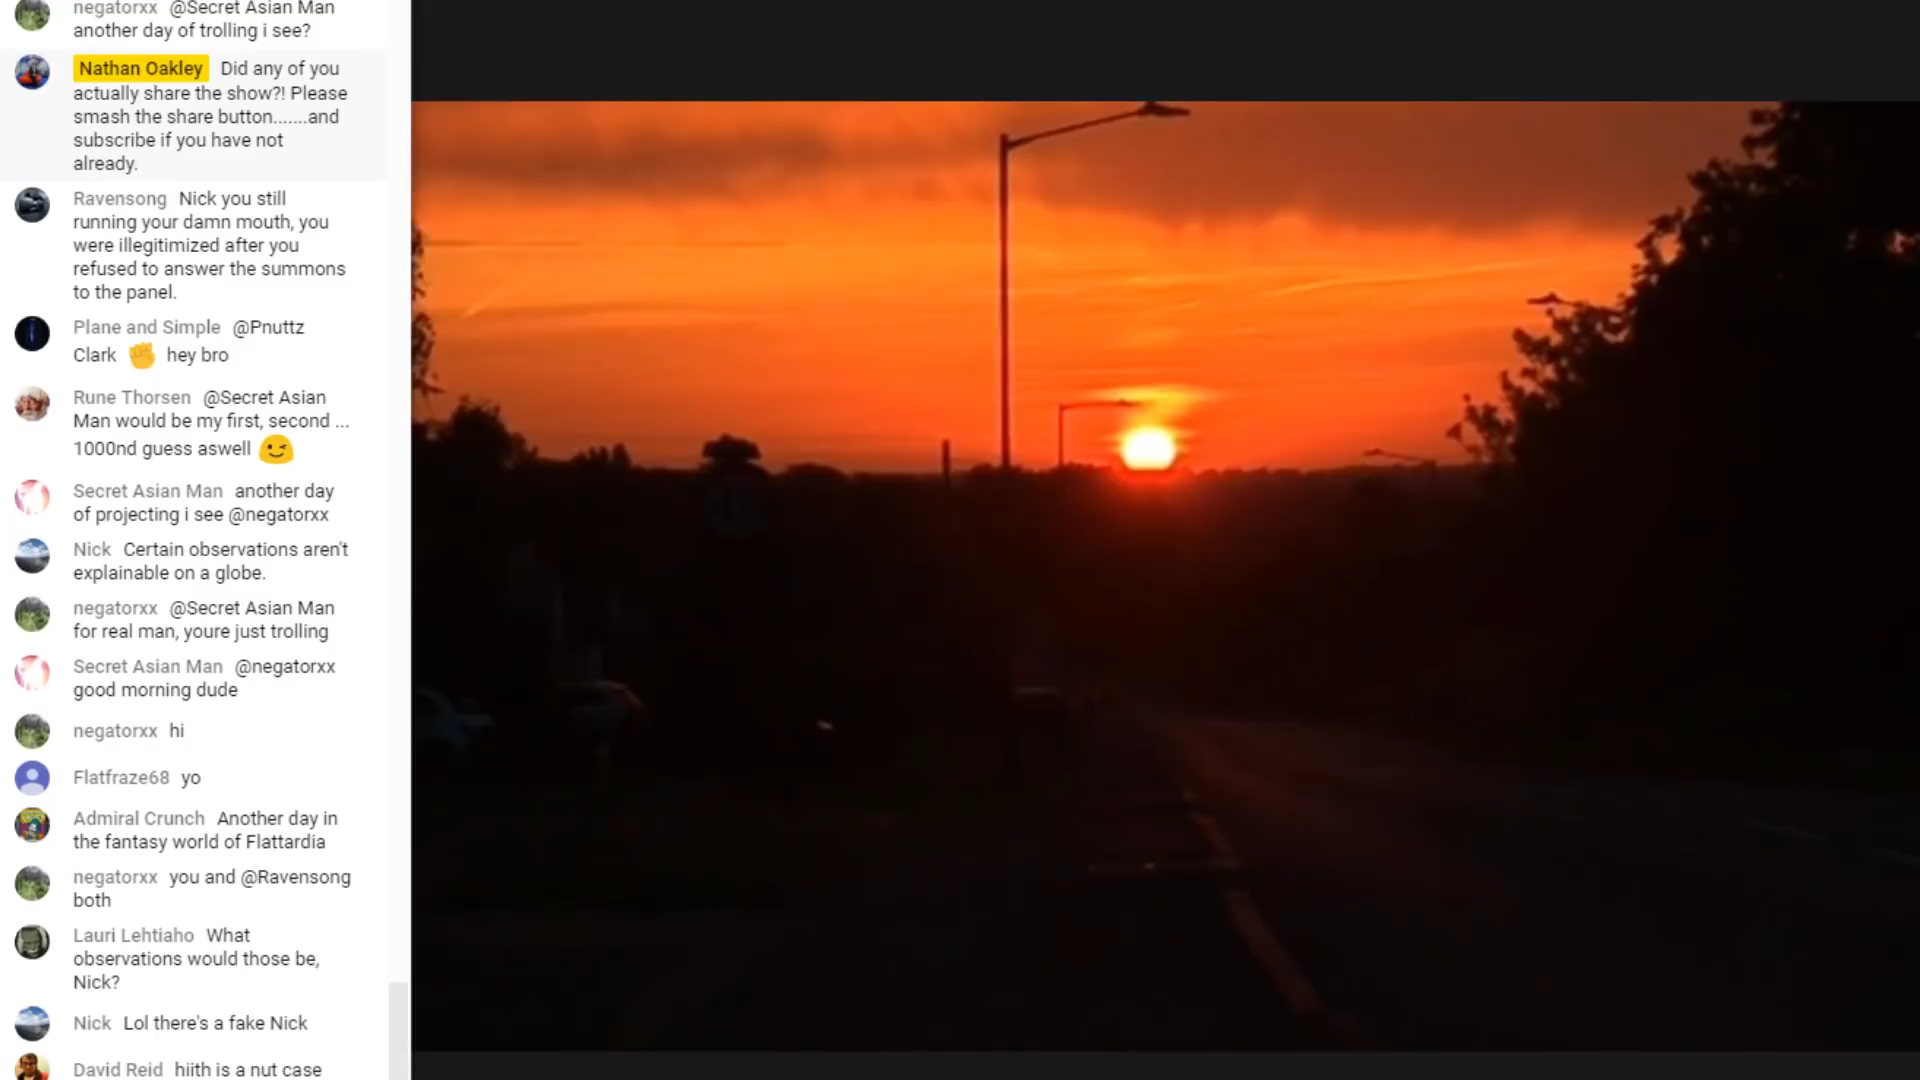 negatorxx @Secret Asian Man
another day of trolling i see?
Nathan Oakley Did any of you
actually share the show?! Please
smash the share button.......and
subscribe if you have not
already.
Ravensong Nick you still
running your damn mouth, you
were illegitimized after you
refused to answer the summons
to the panel.
Plane and Simple @Pnuttz
Clark ✊ hey bro
Rune Thorsen @Secret Asian
Man would be my first, second ...
1000nd guess aswell 😉
Secret Asian Man another day
of projecting i see @negatorxx
Nick Certain observations aren't
explainable on a globe.
negatorxx @Secret Asian Man
for real man, youre just trolling
Secret Asian Man @negatorxx
good morning dude
negatorxx hi
Flatfraze68 yo
Admiral Crunch Another day in
the fantasy world of Flattardia
negatorxx you and @Ravensong
both
Lauri Lehtiaho What
observations would those be,
Nick?
Nick Lol there's a fake Nick
David Reid hiith is a nut case